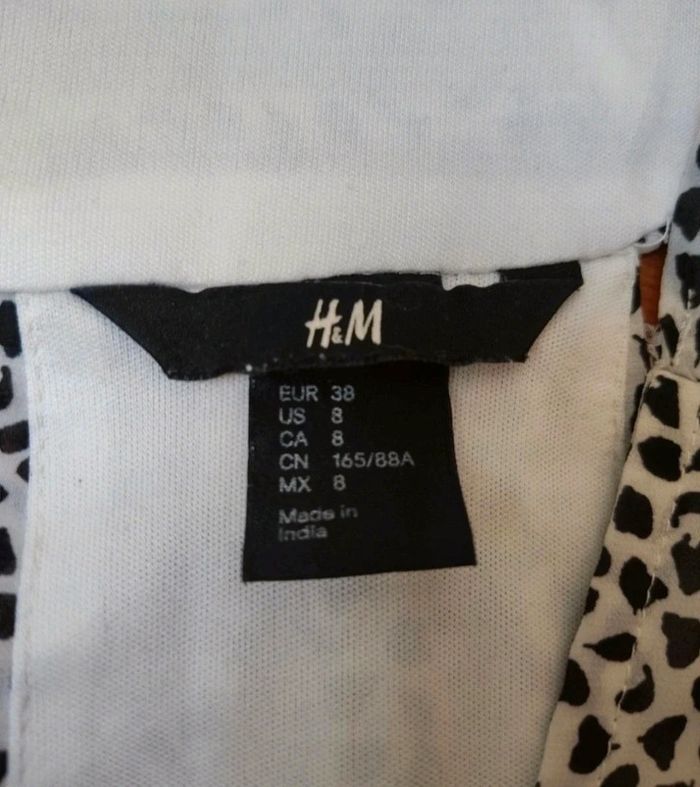 H&M
EUR 38
US 8
CA 8
CN 165/88A
MX 8
Made in
India